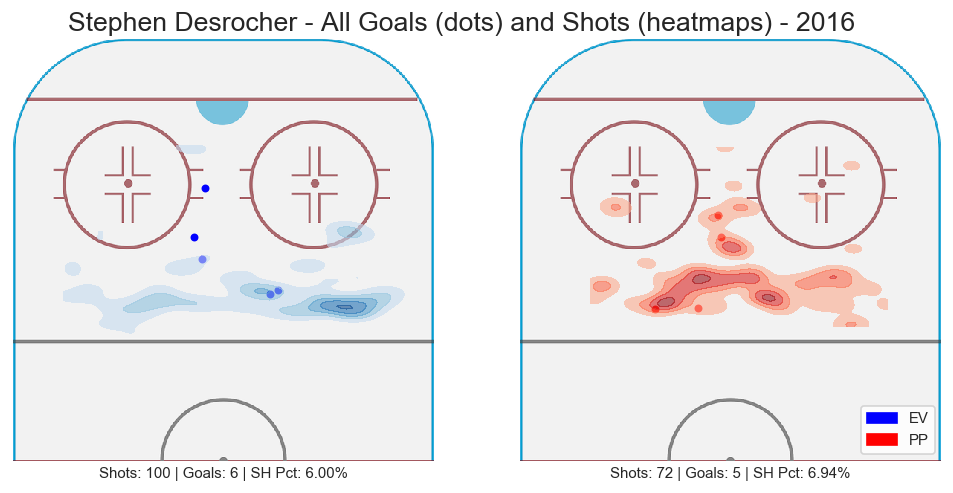 Stephen Desrocher - All Goals (dots) and Shots (heatmaps) - 2016
EV
PP
Shots: 100 | Goals: 6 | SH Pct: 6.00%
Shots: 72 | Goals: 5 | SH Pct: 6.94%